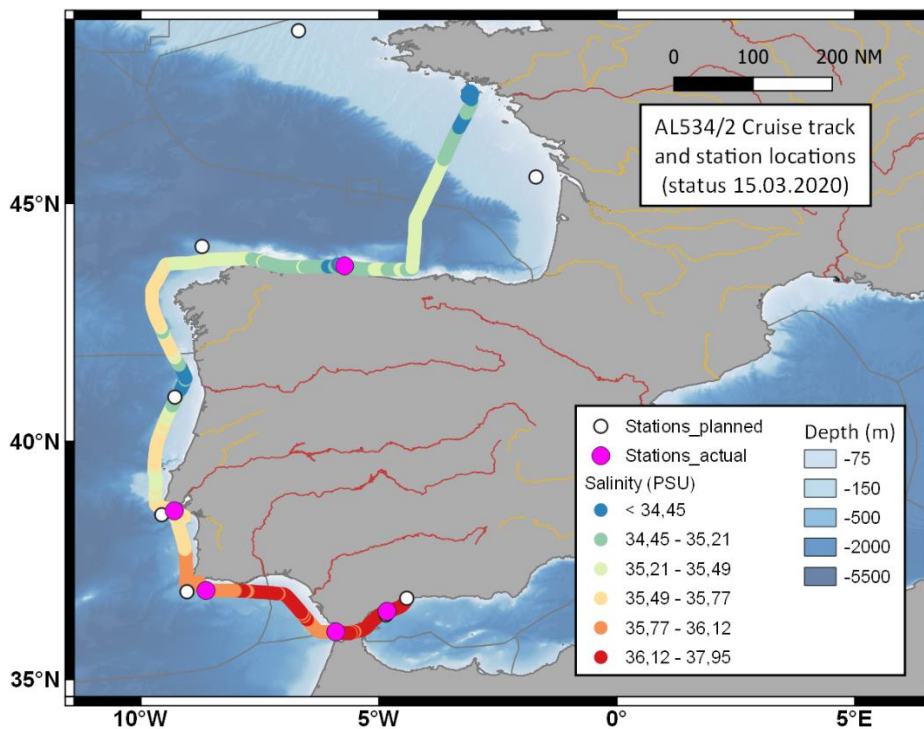 0 100 200 NM
AL534/2 Cruise track
and station locations
(status 15.03.2020)
45°N
40°N
35°N
Stations_planned
Stations_actual
Salinity (PSU)
< 34,45
34,45 - 35,21
35,21 - 35,49
35,49 - 35,77
35,77 - 36,12
36,12 - 37,95
Depth (m)
-75
-150
-500
-2000
-5500
10°W 5°W 0° 5°E